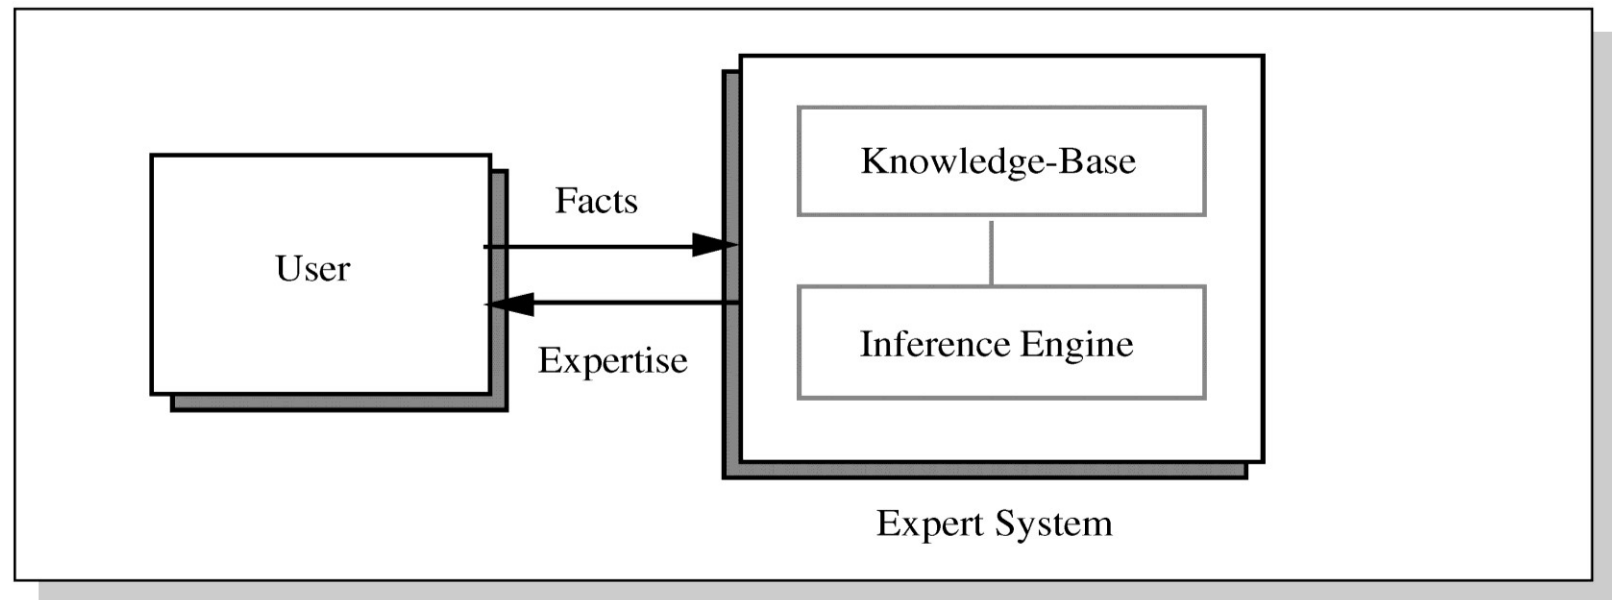 Knowledge-Base
Facts
User
Inference Engine
Expertise
Expert System